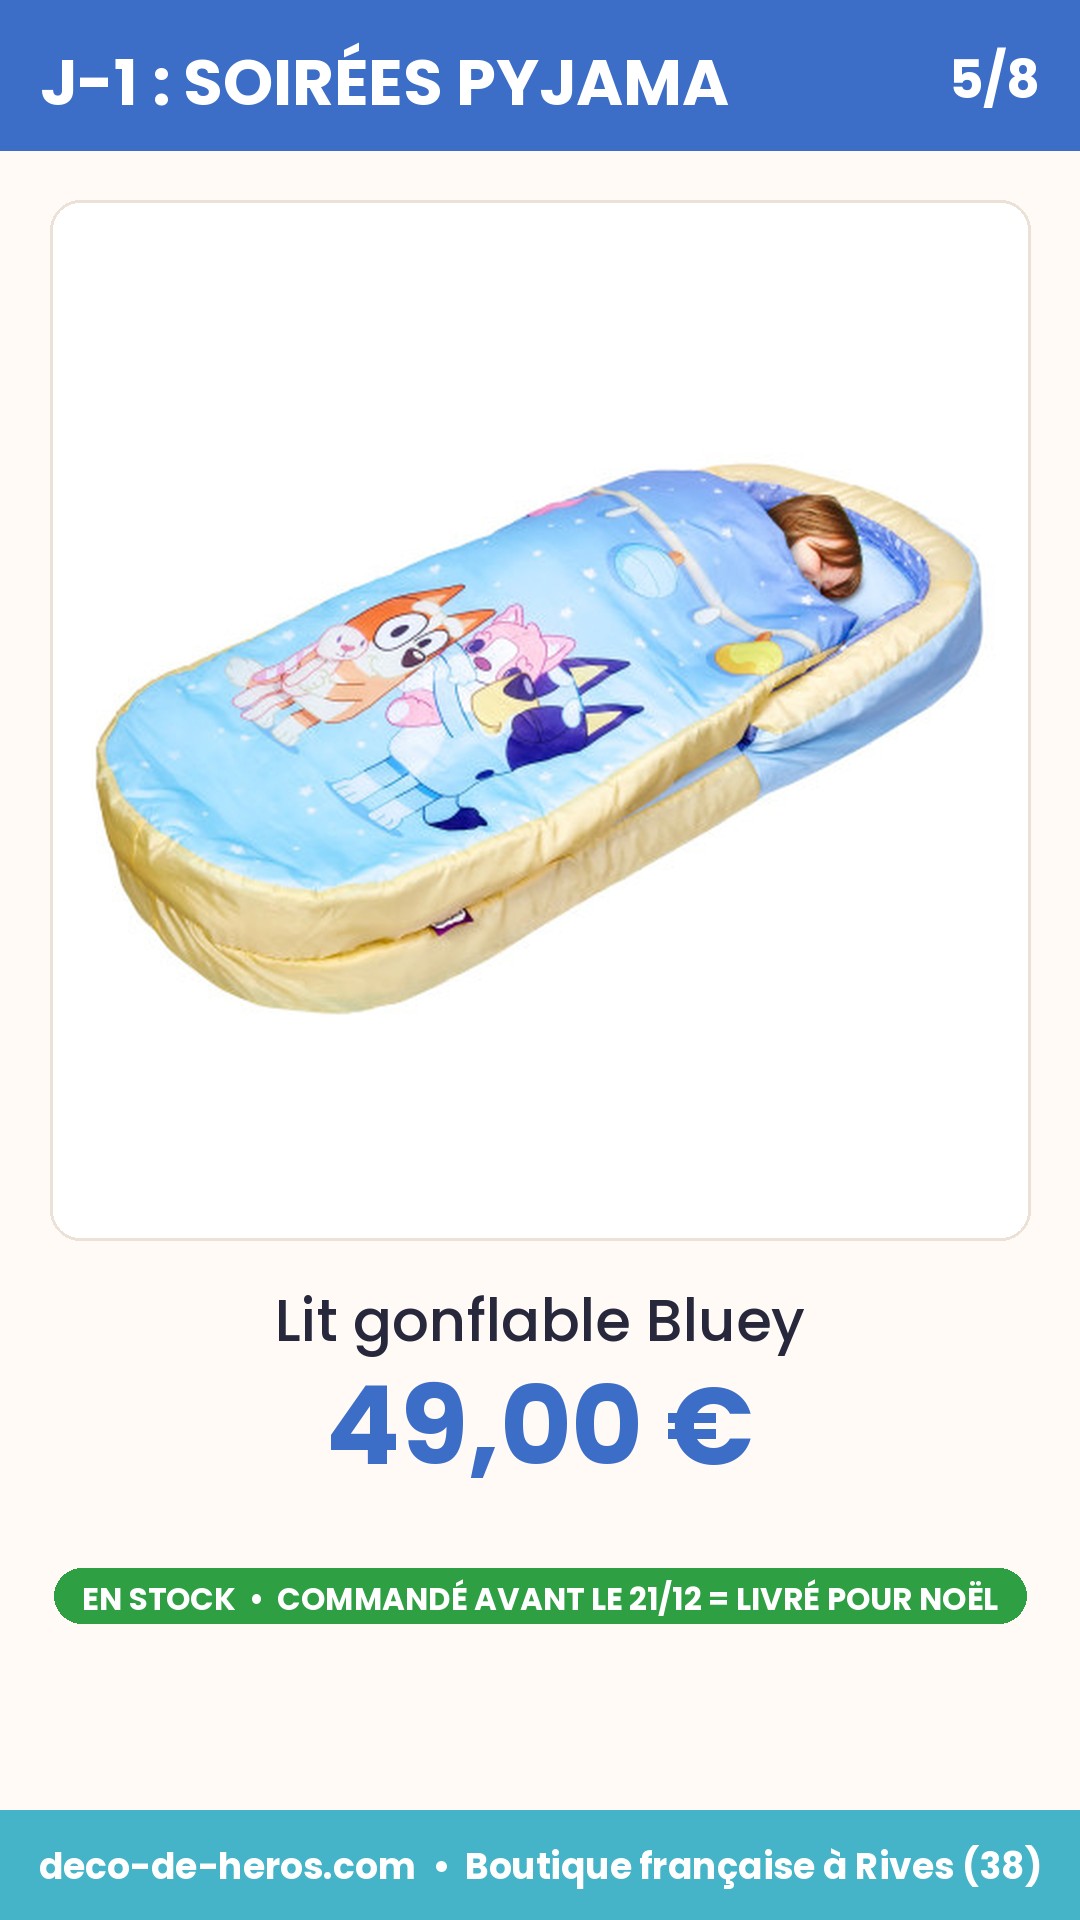 J-1 : SOIRÉES PYJAMA
5/8
Lit gonflable Bluey
49,00 €
EN STOCK • COMMANDÉ AVANT LE 21/12 = LIVRÉ POUR NOËL
deco-de-heros.com • Boutique française à Rives (38)